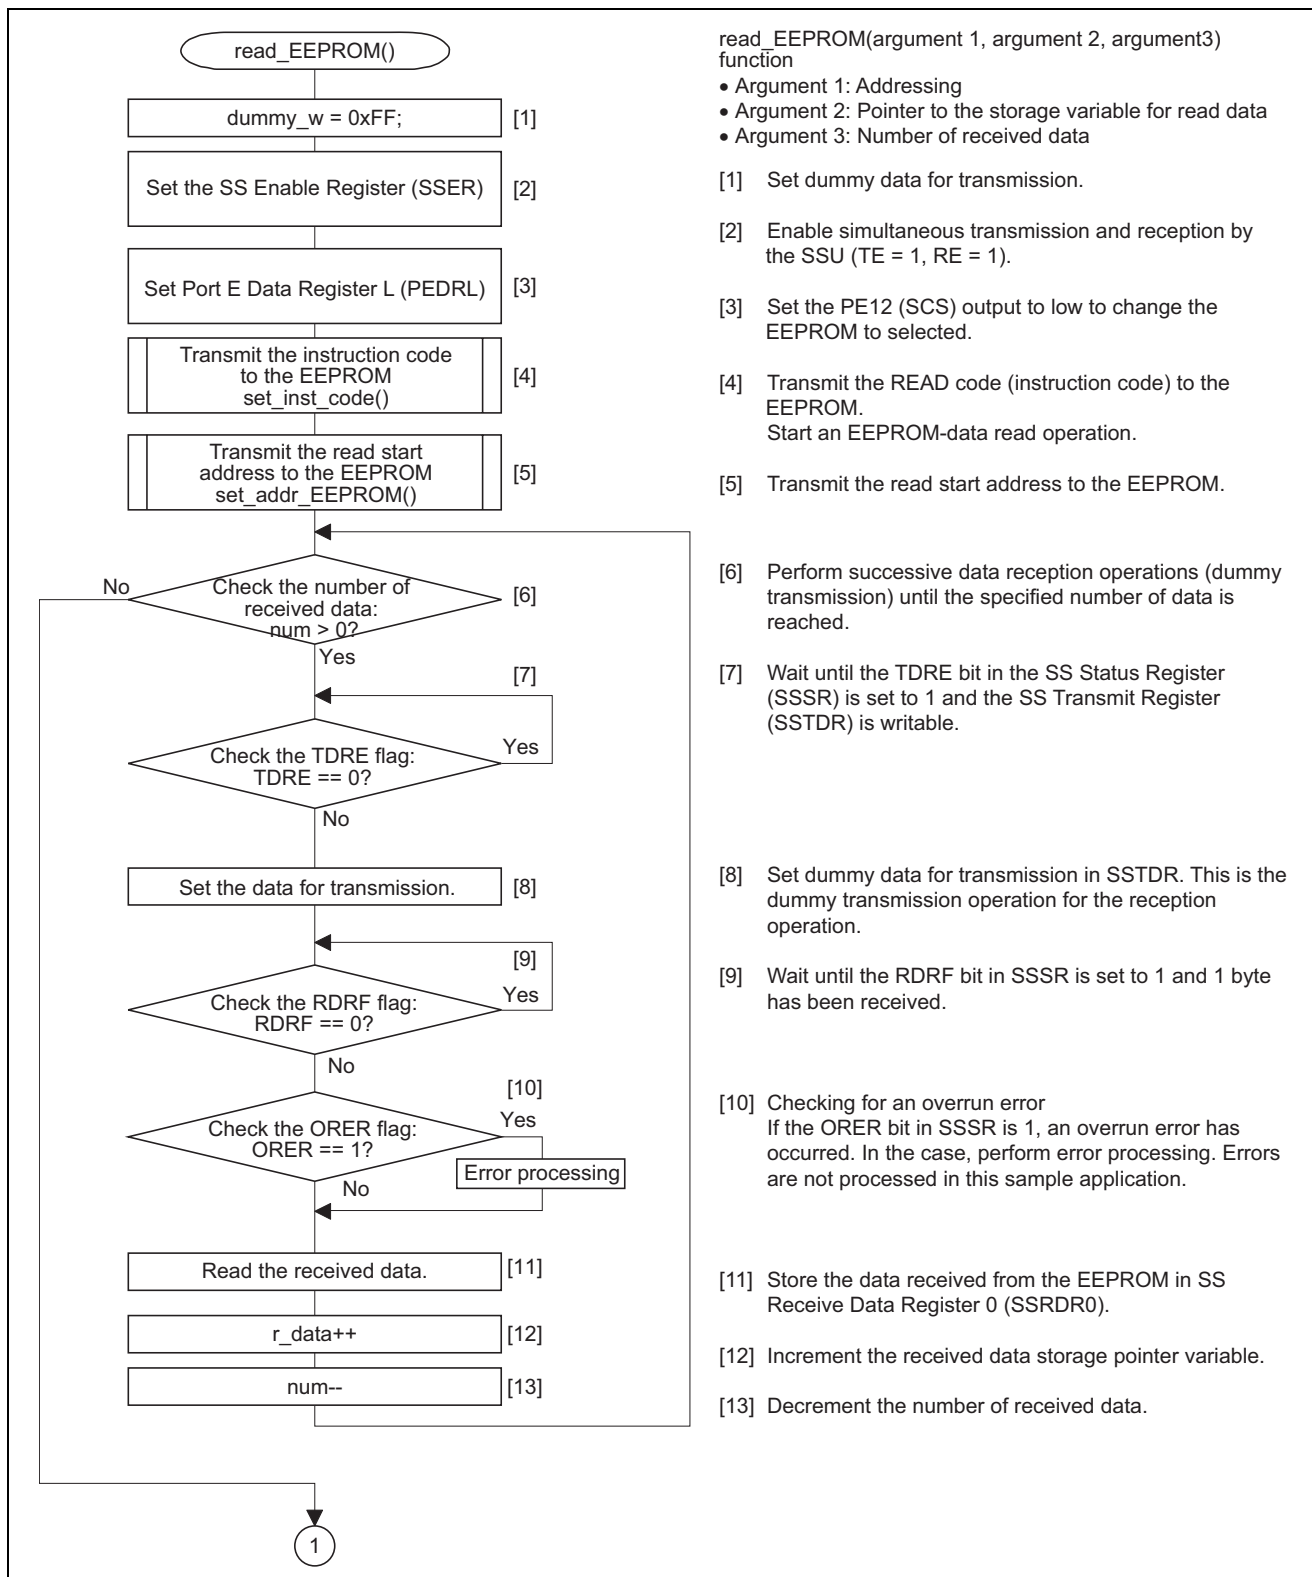 read_EEPROM()
dummy_w = 0xFF;
[1]
Set the SS Enable Register (SSER)
[2]
Set Port E Data Register L (PEDRL)
[3]
Transmit the instruction code
to the EEPROM
set_inst_code()
[4]
Transmit the read start
address to the EEPROM
set_addr_EEPROM()
[5]
No
Check the number of
received data:
num > 0?
[6]
Yes
[7]
Check the TDRE flag:
TDRE == 0?
Yes
No
Set the data for transmission.
[8]
[9]
Check the RDRF flag:
RDRF == 0?
Yes
No
[10]
Check the ORER flag:
ORER == 1?
Yes
Error processing
No
Read the received data.
[11]
r_data++
[12]
num--
[13]
1
read_EEPROM(argument 1, argument 2, argument3)
function
• Argument 1: Addressing
• Argument 2: Pointer to the storage variable for read data
• Argument 3: Number of received data
[1] Set dummy data for transmission.
[2] Enable simultaneous transmission and reception by
the SSU (TE = 1, RE = 1).
[3] Set the PE12 (SCS) output to low to change the
EEPROM to selected.
[4] Transmit the READ code (instruction code) to the
EEPROM.
Start an EEPROM-data read operation.
[5] Transmit the read start address to the EEPROM.
[6] Perform successive data reception operations (dummy
transmission) until the specified number of data is
reached.
[7] Wait until the TDRE bit in the SS Status Register
(SSSR) is set to 1 and the SS Transmit Register
(SSTDR) is writable.
[8] Set dummy data for transmission in SSTDR. This is the
dummy transmission operation for the reception
operation.
[9] Wait until the RDRF bit in SSSR is set to 1 and 1 byte
has been received.
[10] Checking for an overrun error
If the ORER bit in SSSR is 1, an overrun error has
occurred. In the case, perform error processing. Errors
are not processed in this sample application.
[11] Store the data received from the EEPROM in SS
Receive Data Register 0 (SSRDR0).
[12] Increment the received data storage pointer variable.
[13] Decrement the number of received data.